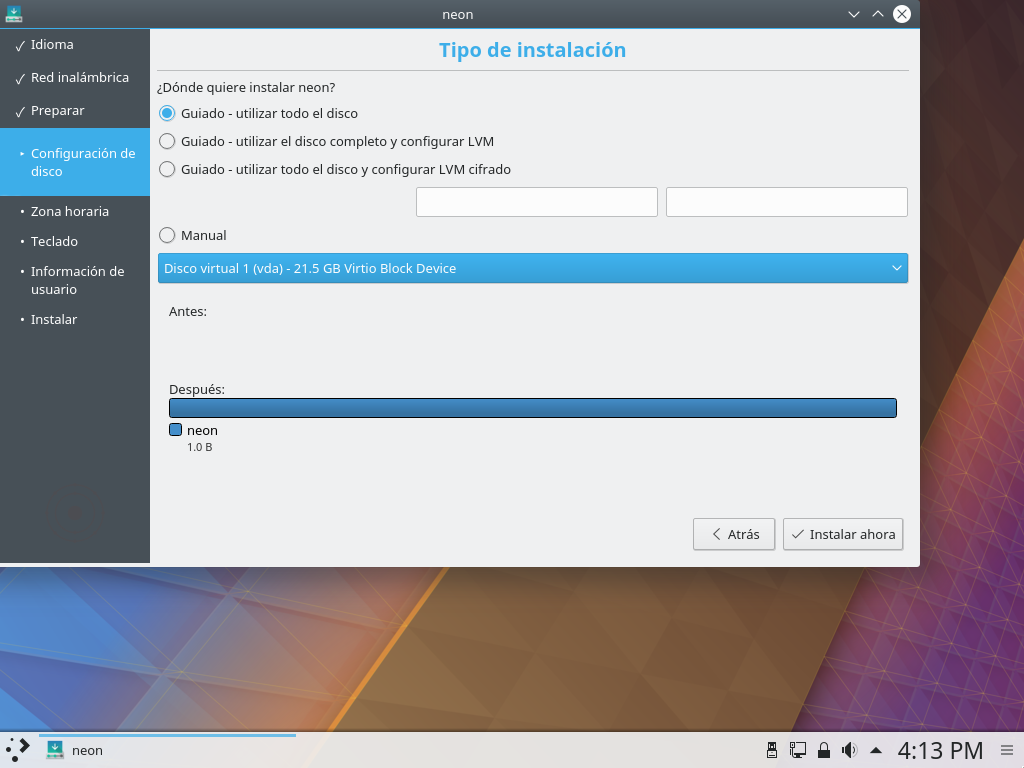 neon
Idioma
Red inalámbrica
Preparar
Configuración de
disco
Zona horaria
Teclado
Información de
usuario
Instalar
Tipo de instalación
¿Dónde quiere instalar neon?
Guiado - utilizar todo el disco
Guiado - utilizar el disco completo y configurar LVM
Guiado - utilizar todo el disco y configurar LVM cifrado
Manual
Disco virtual 1 (vda) - 21.5 GB Virtio Block Device
Antes:
Después:
neon
1.0 B
Atrás
Instalar ahora
neon
4:13 PM